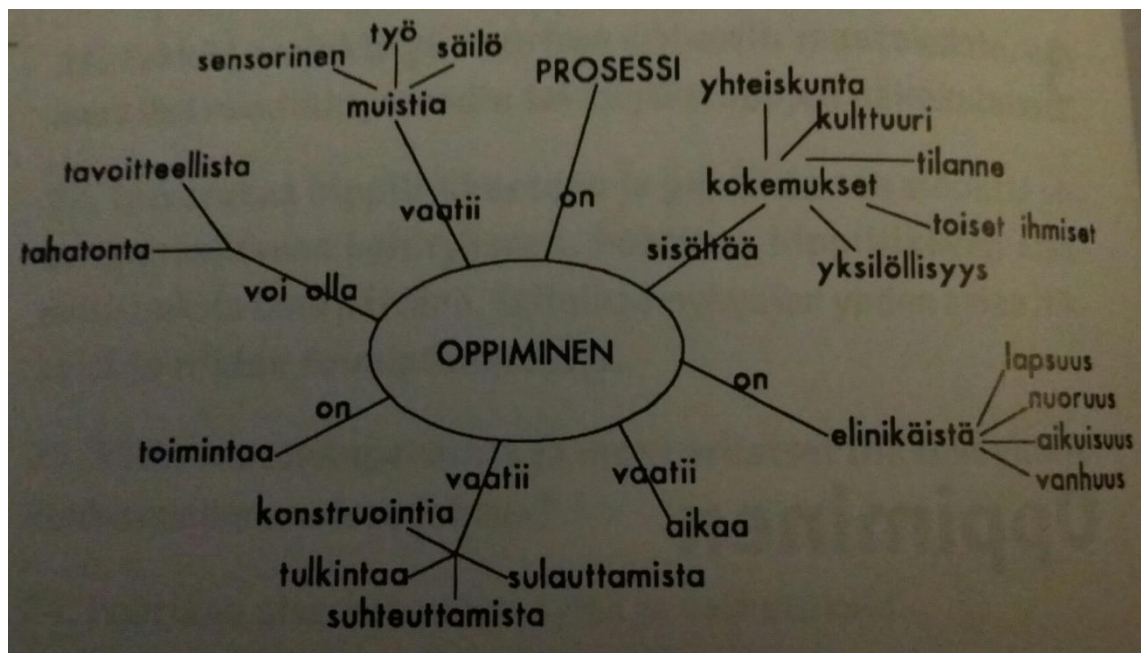 työ
sensorinen
säilö
muistia
PROSESSI
yhteiskunta
kulttuuri
tilanne
kokemukset
toiset ihmiset
yksilöllisyys
sisältää
on
vaatii
tavoitteellista
tahatonta
voi olla
OPPIMINEN
on
toimintaa
on
elinikäistä
lapsuus
nuoruus
aikuisuus
vanhuus
vaatii
aikaa
vaatii
konstruointia
tulkintaa
sulauttamista
suhteuttamista
Oppiminen